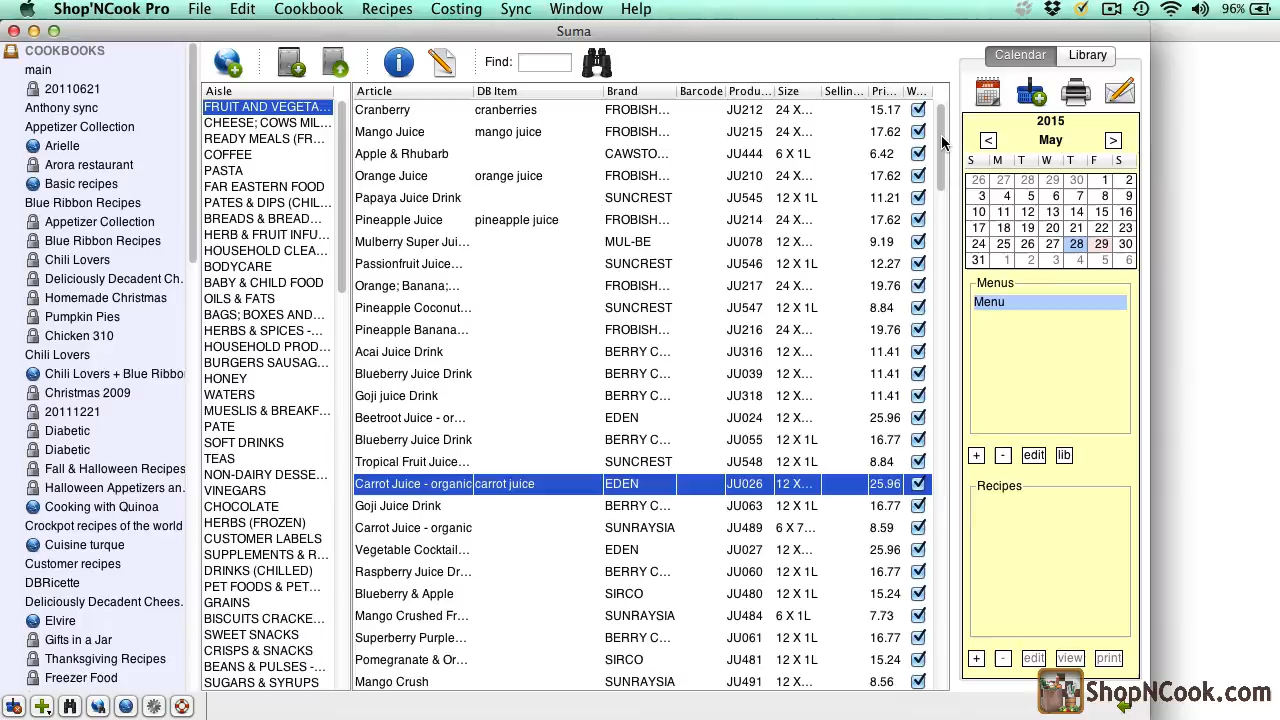 Shop'NCook Pro File Edit Cookbook Recipes Costing Sync Window Help 96%
Suma
COOKBOOKS
main
20110621
Anthony sync
Appetizer Collection
Arielle
Arora restaurant
Basic recipes
Blue Ribbon Recipes
Appetizer Collection
Blue Ribbon Recipes
Chili Lovers
Deliciously Decadent Ch.
Homemade Christmas
Pumpkin Pies
Chicken 310
Chili Lovers
Chili Lovers + Blue Ribbo
Christmas 2009
20111221
Diabetic
Diabetic
Fall & Halloween Recipes
Halloween Appetizers an.
Cooking with Quinoa
Crockpot recipes of the world
Cuisine turque
Customer recipes
DBRicette
Deliciously Decadent Chees.
Elvire
Gifts in a Jar
Thanksgiving Recipes
Freezer Food
Find:
Aisle
FRUIT AND VEGETA...
CHEESE; COWS MIL...
READY MEALS (FR...
COFFEE
PASTA
FAR EASTERN FOOD
PATES & DIPS (CHIL...
BREADS & BREAD...
HERB & FRUIT INFU...
HOUSEHOLD CLEA...
BODYCARE
BABY & CHILD FOOD
OILS & FATS
BAGS; BOXES AND...
HERBS & SPICES -...
HOUSEHOLD PROD...
BURGERS SAUSAG...
HONEY
WATERS
MUESLIS & BREAKF...
PATE
SOFT DRINKS
TEAS
NON-DAIRY DESSE...
VINEGARS
CHOCOLATE
HERBS (FROZEN)
CUSTOMER LABELS
SUPPLEMENTS & R...
DRINKS (CHILLED)
PET FOODS & PET...
GRAINS
BISCUITS CRACKE...
SWEET SNACKS
CRISPS & SNACKS
BEANS & PULSES -...
SUGARS & SYRUPS
Article DB Item Brand Barcode Produ... Size Sellin... Pri... W...
Cranberry cranberries FROBISH... JU212 24 X... 15.17
Mango Juice mango juice FROBISH... JU215 24 X... 17.62
Apple & Rhubarb CAWSTO... JU444 6 X 1L 6.42
Orange Juice orange juice FROBISH... JU210 24 X... 17.62
Papaya Juice Drink SUNCREST JU545 12 X 1L 11.21
Pineapple Juice pineapple juice FROBISH... JU214 24 X... 17.62
Mulberry Super Jui... MUL-BE JU078 12 X... 9.19
Passionfruit Juice... SUNCREST JU546 12 X... 12.27
Orange; Banana;... FROBISH... JU217 24 X... 19.76
Pineapple Coconut... SUNCREST JU547 12 X 1L 8.84
Pineapple Banana... FROBISH... JU216 24 X... 19.76
Acai Juice Drink BERRY C... JU316 12 X... 11.41
Blueberry Juice Drink BERRY C... JU039 12 X... 11.41
Goji juice Drink BERRY C... JU318 12 X... 11.41
Beetroot Juice - or... EDEN JU024 12 X... 25.96
Blueberry Juice Drink BERRY C... JU055 12 X 1L 16.77
Tropical Fruit Juice... SUNCREST JU548 12 X 1L 8.84
Carrot Juice - organic carrot juice EDEN JU026 12 X... 25.96
Goji Juice Drink BERRY C... JU063 12 X 1L 16.77
Carrot Juice - organic SUNRAYSIA JU489 6 X 7... 8.59
Vegetable Cocktail... EDEN JU027 12 X... 25.96
Raspberry Juice Dr... BERRY C... JU060 12 X 1L 16.77
Blueberry & Apple SIRCO JU480 12 X 1L 15.24
Mango Crushed Fr... SUNRAYSIA JU484 6 X 1L 7.73
Superberry Purple... BERRY C... JU061 12 X 1L 16.77
Pomegranate & Or... SIRCO JU481 12 X 1L 15.24
Mango Crush SUNRAYSIA JU491 12 X... 8.56
Calendar Library
2015
< May >
S M T W T F S
26 27 28 29 30 1 2
3 4 5 6 7 8 9
10 11 12 13 14 15 16
17 18 19 20 21 22 23
24 25 26 27 28 29 30
31 1 2 3 4 5 6
Menus
Menu
+ - edit lib
Recipes
+ - edit view print
ShopNCook.com